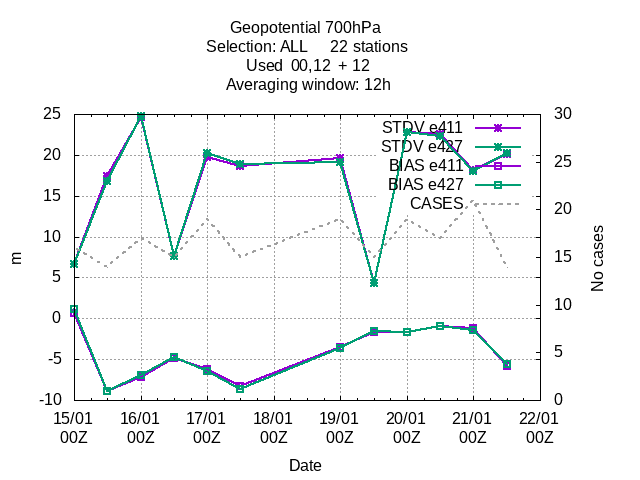 Geopotential 700hPa
Selection: ALL     22 stations
Used  00,12  + 12
Averaging window: 12h
25
20
15
10
5
0
-5
-10
30
25
20
15
10
5
0
m
No cases
STDV e411
STDV e427
BIAS e411
BIAS e427
CASES
15/01 16/01 17/01 18/01 19/01 20/01 21/01 22/01
00Z 00Z 00Z 00Z 00Z 00Z 00Z 00Z
Date